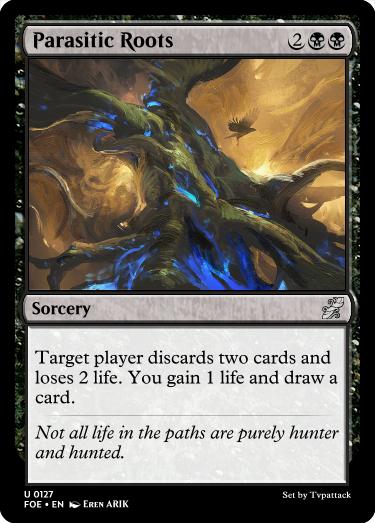 Parasitic Roots 2
Sorcery
Target player discards two cards and
loses 2 life. You gain 1 life and draw a
card.
Not all life in the paths are purely hunter
and hunted.
U 0127
FOE • EN Eren ARIK
Set by Tvpattack